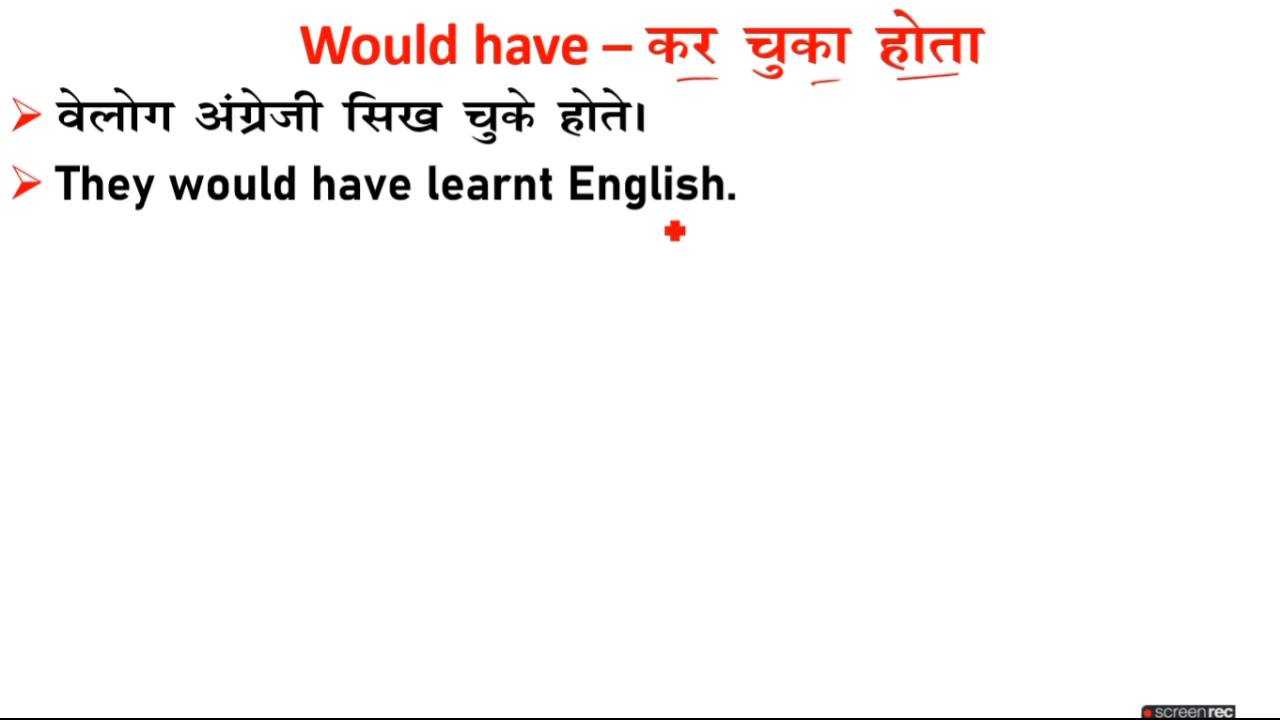 Would have – कर चुका होता
➢ वेलोग अंग्रेजी सिख चुके होते।
➢ They would have learnt English.
screenrec